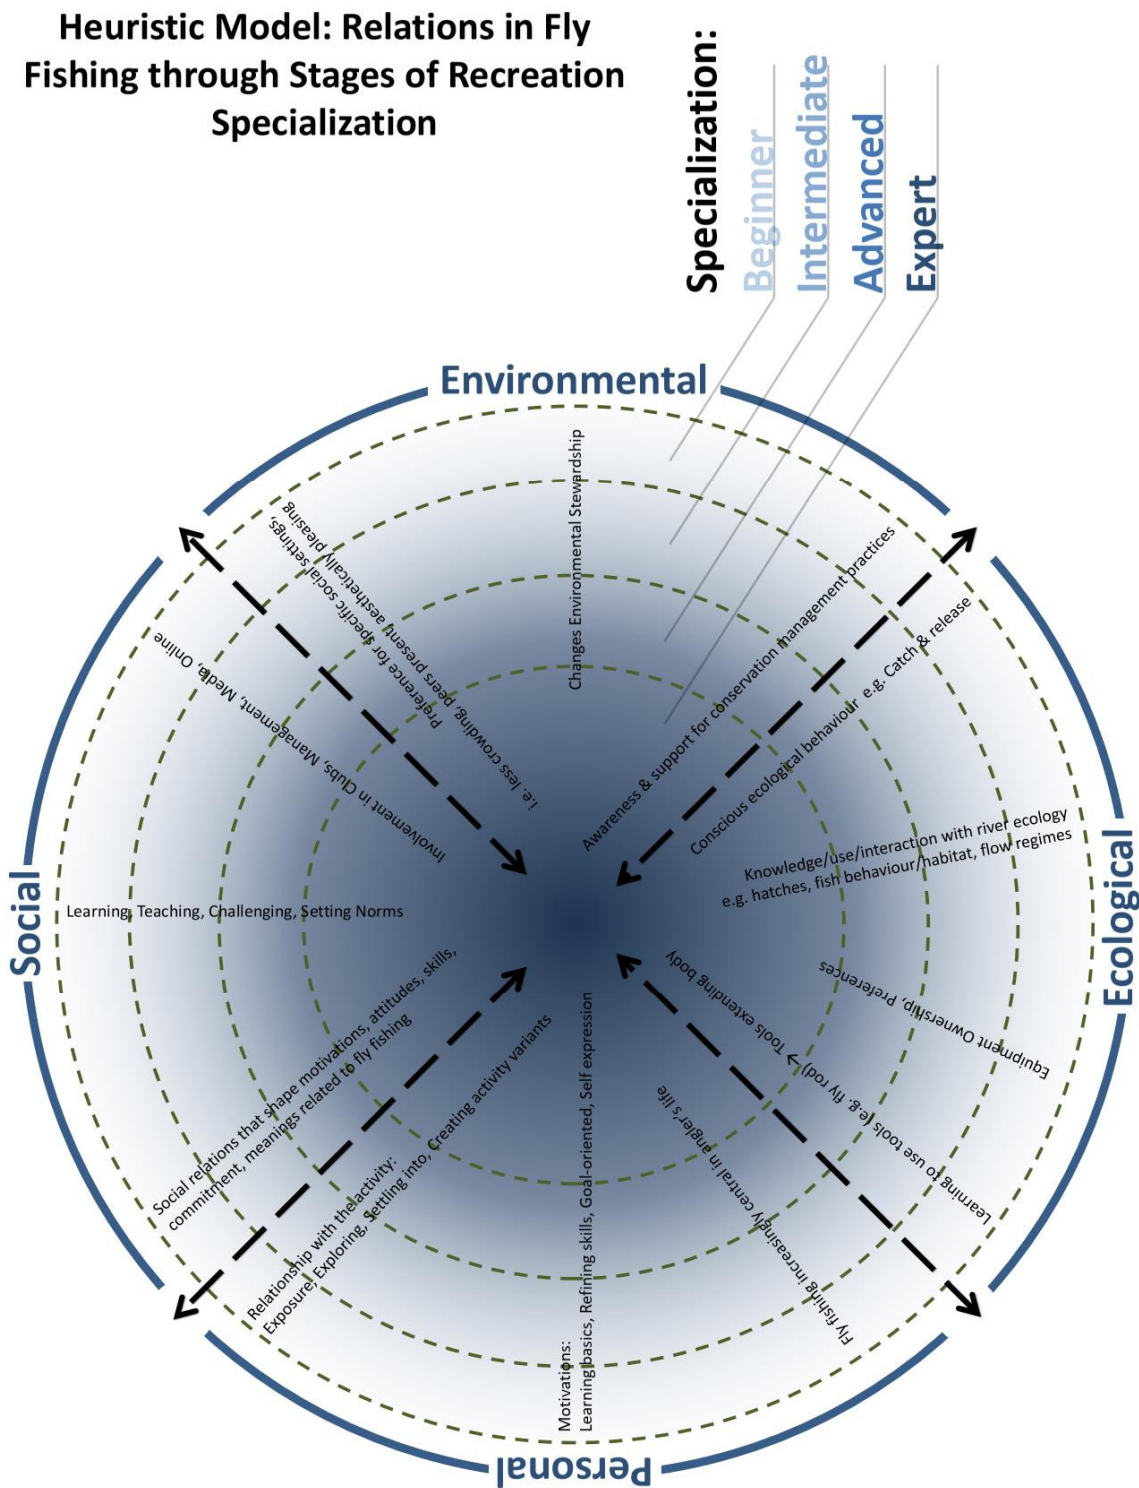 Heuristic Model: Relations in Fly
Fishing through Stages of Recreation
Specialization
Specialization:
Beginner
Intermediate
Advanced
Expert
Environmental
Preference for specific social settings,
i.e. less crowding, peers present aesthetically pleasing
Changes Environmental Stewardship
Awareness & support for conservation management practices
Ecological
Conscious ecological behaviour e.g. Catch & release
Knowledge/use/interaction with river ecology
e.g. hatches, fish behaviour/habitat, flow regimes
Equipment Ownership, Preferences
Learning to use tools (e.g. fly rod) → Tools extending body
Personal
Fly fishing increasingly central in angler's life
Motivations:
Learning basics, Refining skills, Goal-oriented, Self expression
Relationship with the activity:
Exposure, Exploring, Settling into, Creating activity variants
Social
Social relations that shape motivations, attitudes, skills,
commitment, meanings related to fly fishing
Learning, Teaching, Challenging, Setting Norms
Involvement in Clubs, Management, Media, Online